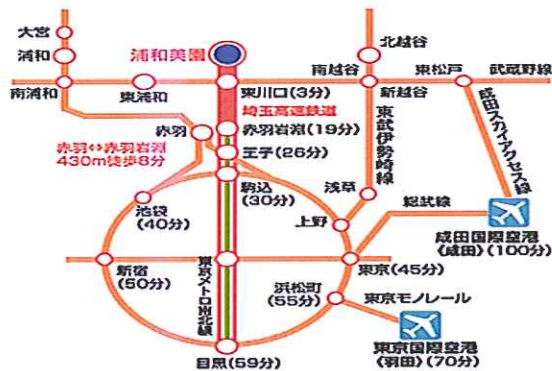 大宮
浦和
浦和美園
北越谷
南浦和
東浦和
東川口(3分)
南越谷
新越谷
東松戸
武蔵野線
埼玉高速鉄道
赤羽
赤羽岩淵(19分)
赤羽⇔赤羽岩淵
430m徒歩8分
王子(26分)
東武伊勢崎線
成田スカイアクセス線
駒込
(30分)
浅草
池袋
(40分)
上野
総武線
成田国際空港
《成田》(100分)
新宿
(50分)
東京メトロ南北線
東京(45分)
浜松町
(55分)
東京モノレール
目黒(59分)
東京国際空港
《羽田》(70分)